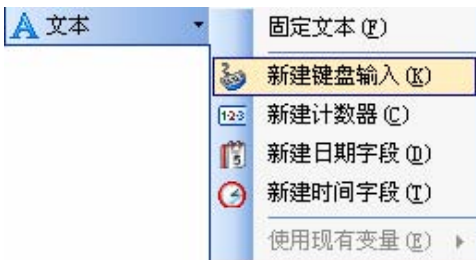 文本
固定文本(F)
新建键盘输入(K)
新建计数器(C)
新建日期字段(D)
新建时间字段(T)
使用现有变量(E)